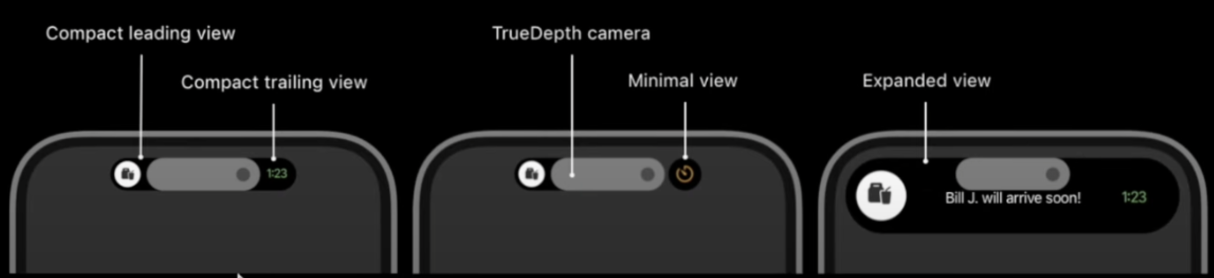 Compact leading view
Compact trailing view
1:23
TrueDepth camera
Minimal view
Expanded view
Bill J. will arrive soon!
1:23